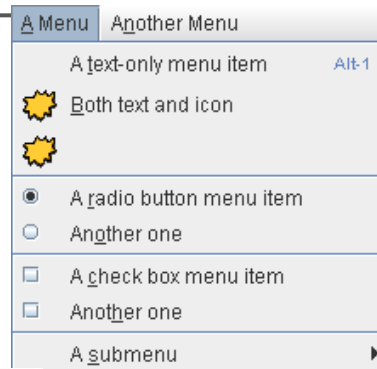 A Menu Another Menu
A text-only menu item Alt-1
Both text and icon
A radio button menu item
Another one
A check box menu item
Another one
A submenu